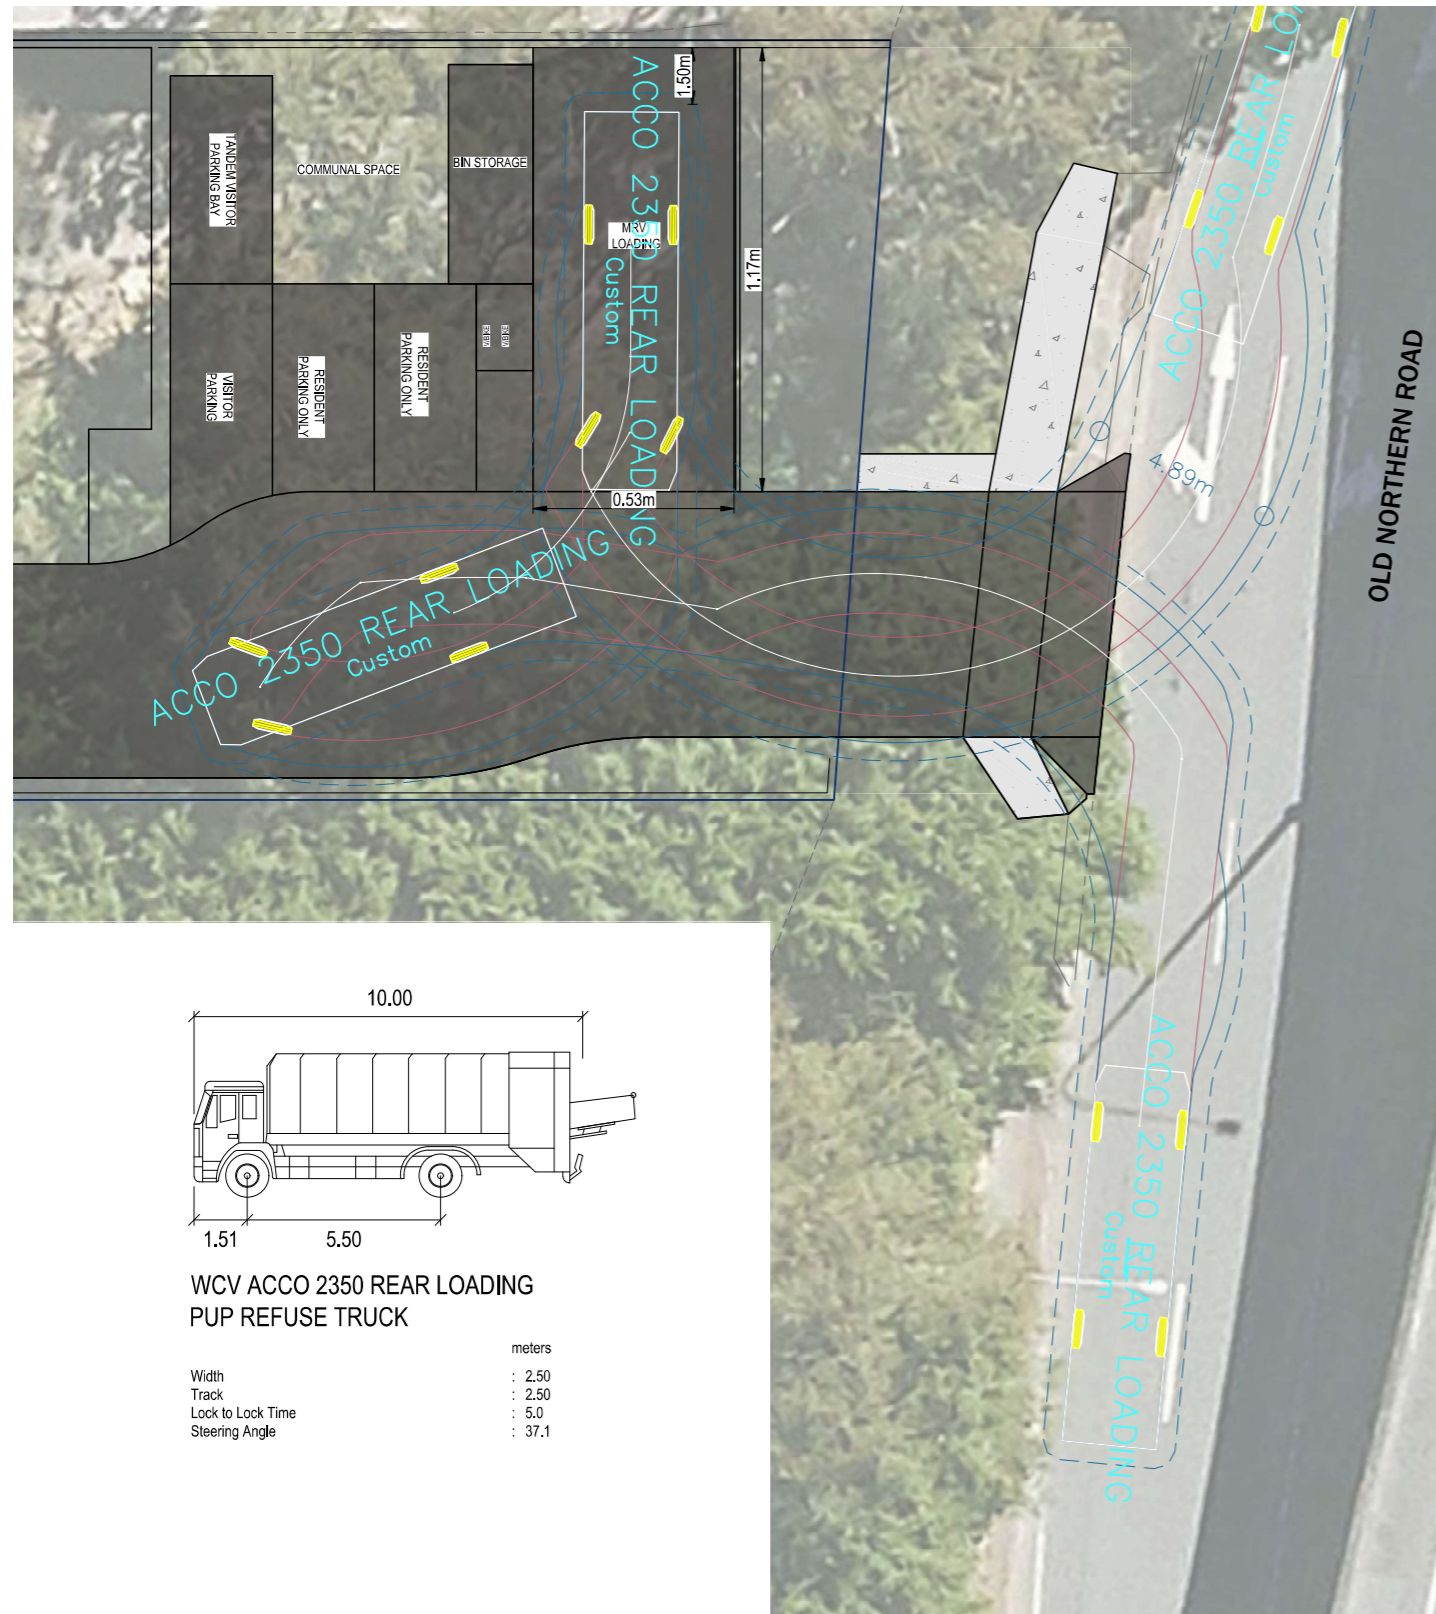 ACCO 2350 REAR LOADING
Custom
1.50m
TANDEM VISITOR
PARKING BAY
COMMUNAL SPACE
BIN STORAGE
MRV
LOADING
1.17m
ACCO 2350 REAR LOA
Custom
VISITOR
PARKING
RESIDENT
PARKING ONLY
RESIDENT
PARKING ONLY
4.89m
OLD NORTHERN ROAD
0.53m
ACCO 2350 REAR LOADING
Custom
10.00
1.51
5.50
WCV ACCO 2350 REAR LOADING
PUP REFUSE TRUCK
meters
Width : 2.50
Track : 2.50
Lock to Lock Time : 5.0
Steering Angle : 37.1
ACCO 2350 REAR LOADING
Custom